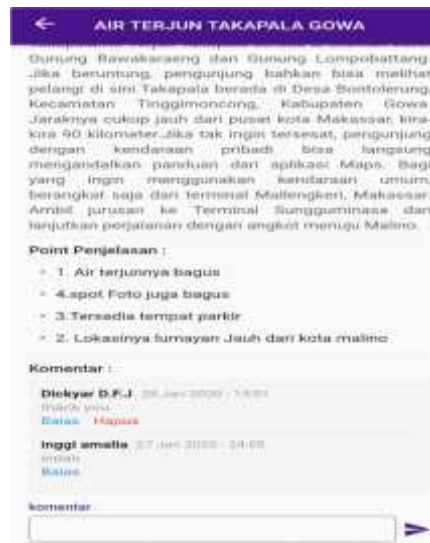 AIR TERJUN TAKAPALA GOWA
Gunung Bawakaraeng dan Gunung Lompobattang.
Jika beruntung, pengunjung bahkan bisa melihat
pelangi di sini Takapala berada di Desa Bontolerung,
Kecamatan Tinggimoncong, Kabupaten Gowa.
Jaraknya cukup jauh dari pusat kota Makassar, kira-
kira 90 kilometer.Jika tak ingin tersesat, pengunjung
dengan kendaraan pribadi bisa langsung
mengandalkan panduan dari aplikasi Maps. Bagi
yang ingin menggunakan kendaraan umum,
berangkat saja dari terminal Mallengkeri, Makassar.
Ambil jurusan ke Terminal Sungguminasa dan
lanjutkan perjalanan dengan angkot menuju Malino.
Point Penjelasan :
1. Air terjunnya bagus
4.spot Foto juga bagus
3.Tersedia tempat parkir
2. Lokasinya lumayan Jauh dari kota malino
Komentar :
Dickyar D.F.J
thank you
Balas Hapus
Inggi amalia
indah
Balas
komentar